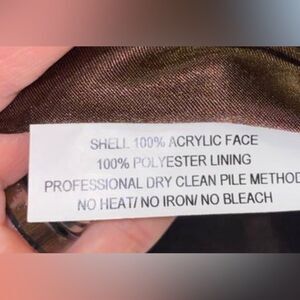 SHELL 100% ACRYLIC FACE
100% POLYESTER LINING
PROFESSIONAL DRY CLEAN PILE METHOD
NO HEAT/ NO IRON/ NO BLEACH